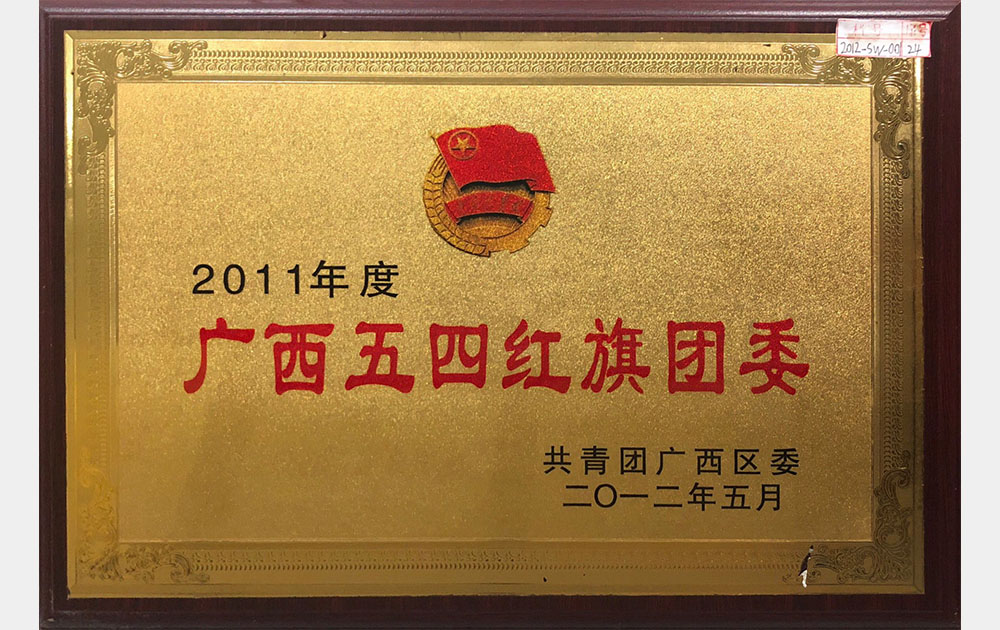 2012-SW-00 24
2011年度
广西五四红旗团委
共青团广西区委
二〇一二年五月